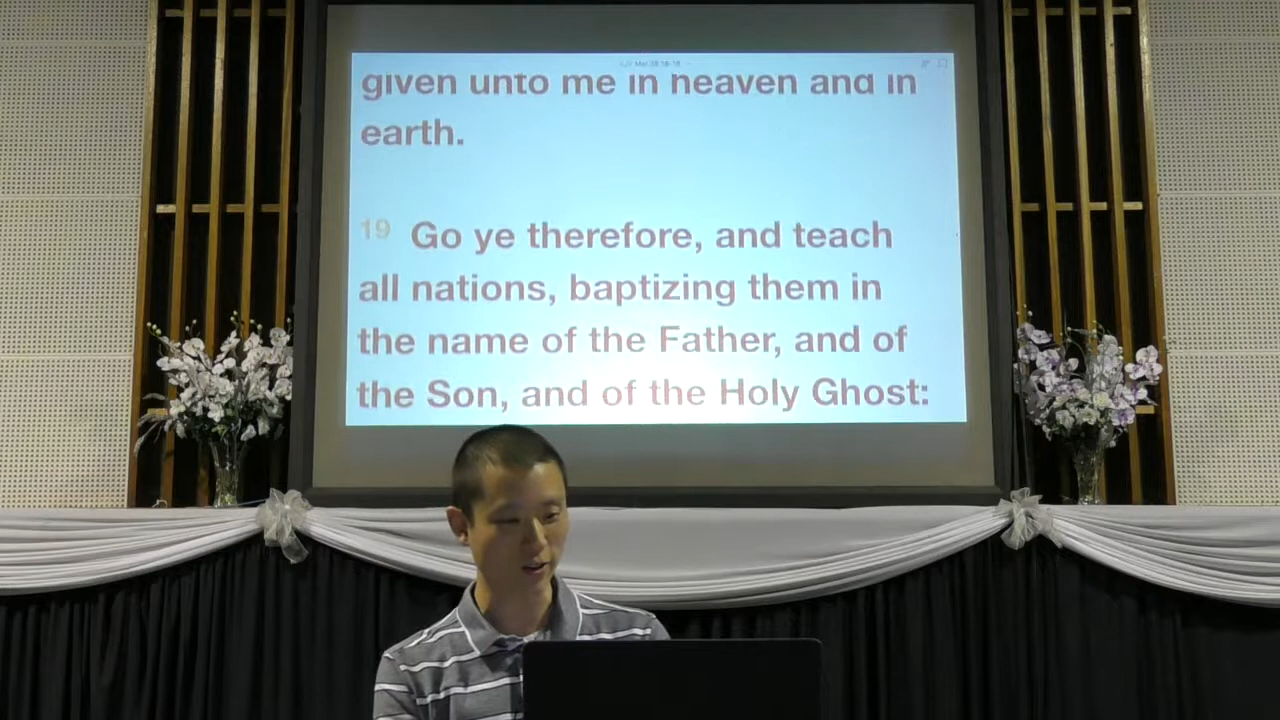 given unto me in heaven and in
earth.
19 Go ye therefore, and teach
all nations, baptizing them in
the name of the Father, and of
the Son, and of the Holy Ghost: